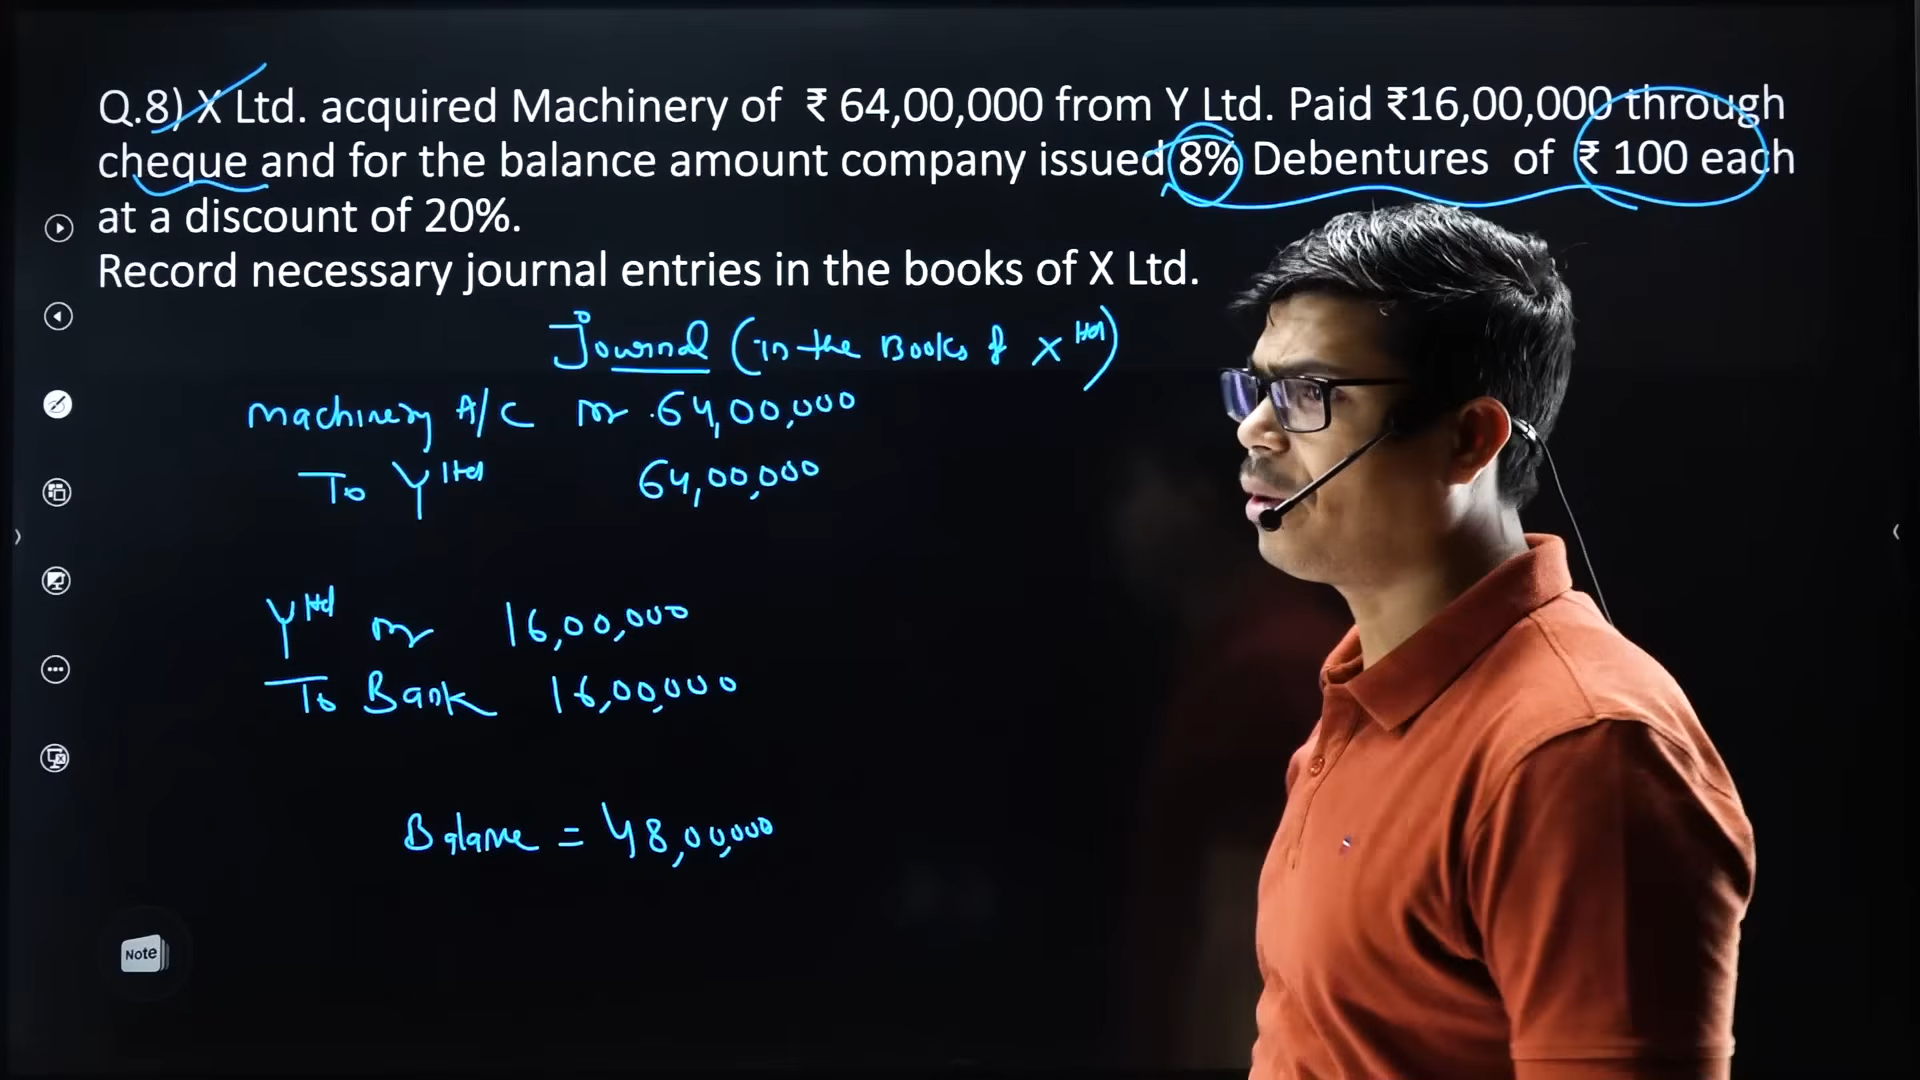 Q.8) X Ltd. acquired Machinery of ₹ 64,00,000 from Y Ltd. Paid ₹16,00,000 through
cheque and for the balance amount company issued 8% Debentures of ₹ 100 each
at a discount of 20%.
Record necessary journal entries in the books of X Ltd.
Journal (in the Books of X Ltd)
Machinery A/C Dr 64,00,000
To Y Ltd 64,00,000
Y Ltd Dr 16,00,000
To Bank 16,00,000
Balance = 48,00,000
Note